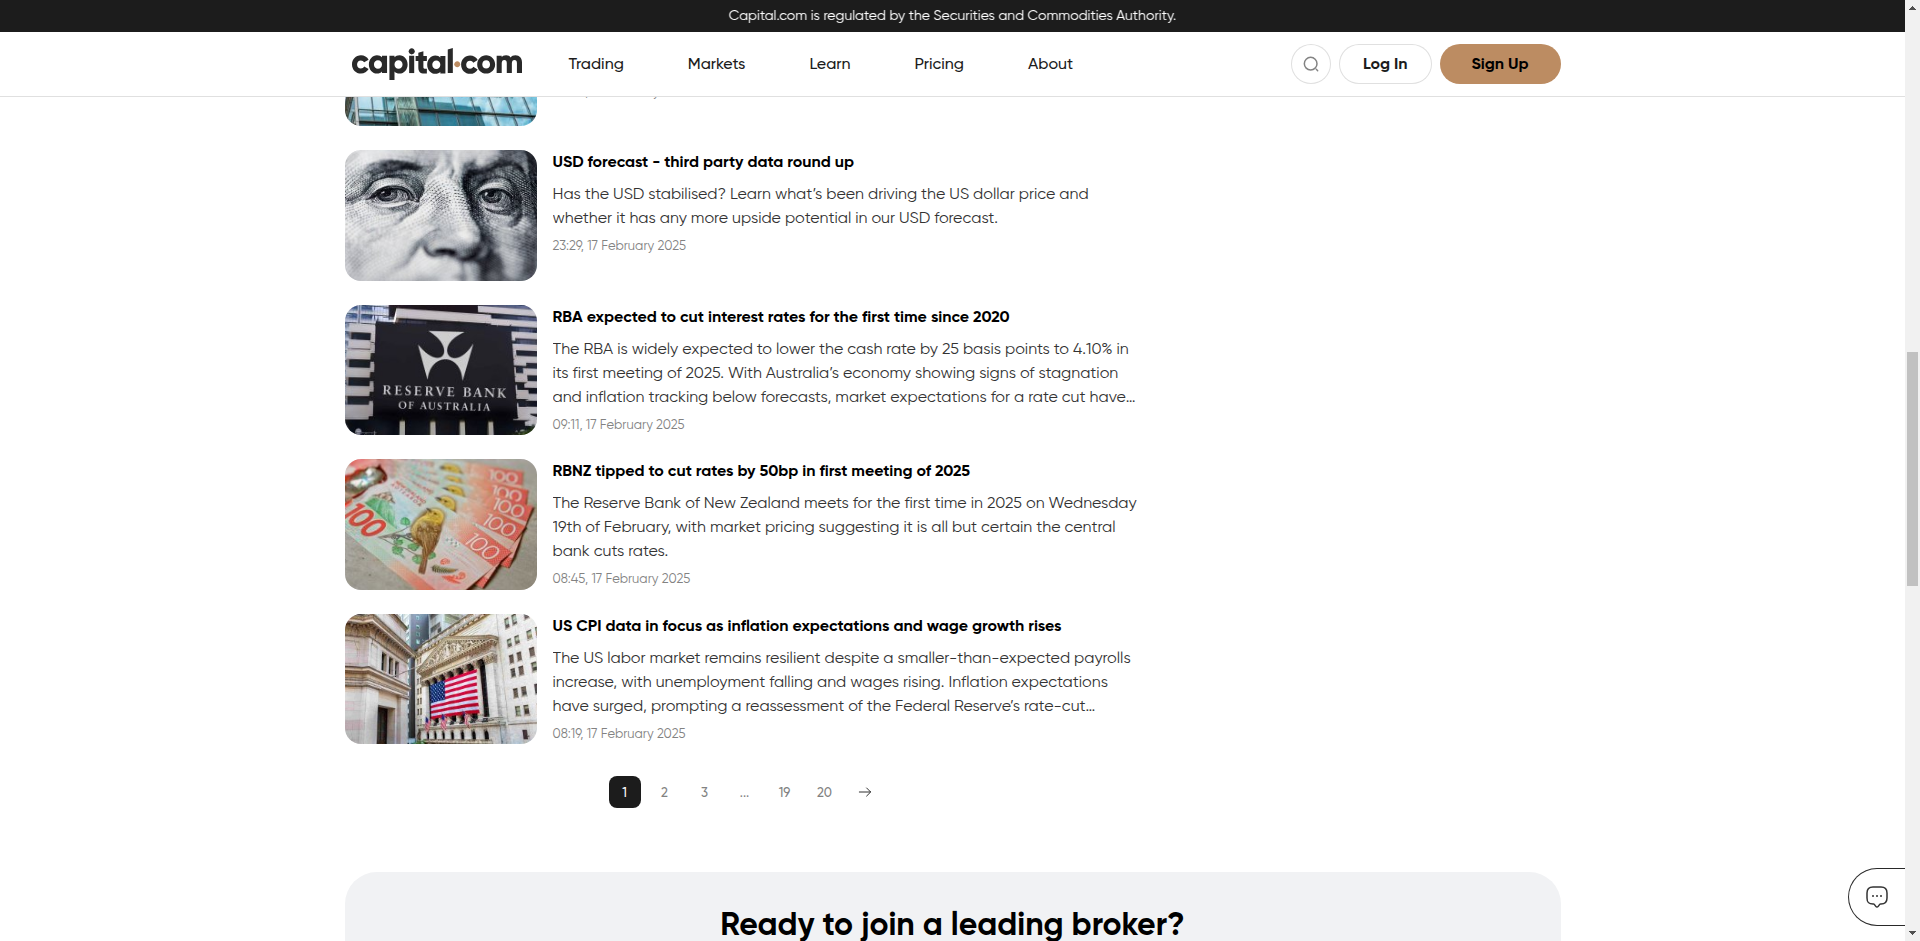 Capital.com is regulated by the Securities and Commodities Authority.
capital.com
Trading
Markets
Learn
Pricing
About
Log In
Sign Up
USD forecast - third party data round up
Has the USD stabilised? Learn what’s been driving the US dollar price and
whether it has any more upside potential in our USD forecast.
23:29, 17 February 2025
RESERVE BANK
OF AUSTRALIA
RBA expected to cut interest rates for the first time since 2020
The RBA is widely expected to lower the cash rate by 25 basis points to 4.10% in
its first meeting of 2025. With Australia’s economy showing signs of stagnation
and inflation tracking below forecasts, market expectations for a rate cut have...
09:11, 17 February 2025
100
100
100
100
100
100
RBNZ tipped to cut rates by 50bp in first meeting of 2025
The Reserve Bank of New Zealand meets for the first time in 2025 on Wednesday
19th of February, with market pricing suggesting it is all but certain the central
bank cuts rates.
08:45, 17 February 2025
US CPI data in focus as inflation expectations and wage growth rises
The US labor market remains resilient despite a smaller-than-expected payrolls
increase, with unemployment falling and wages rising. Inflation expectations
have surged, prompting a reassessment of the Federal Reserve’s rate-cut...
08:19, 17 February 2025
1
2
3
...
19
20
Ready to join a leading broker?